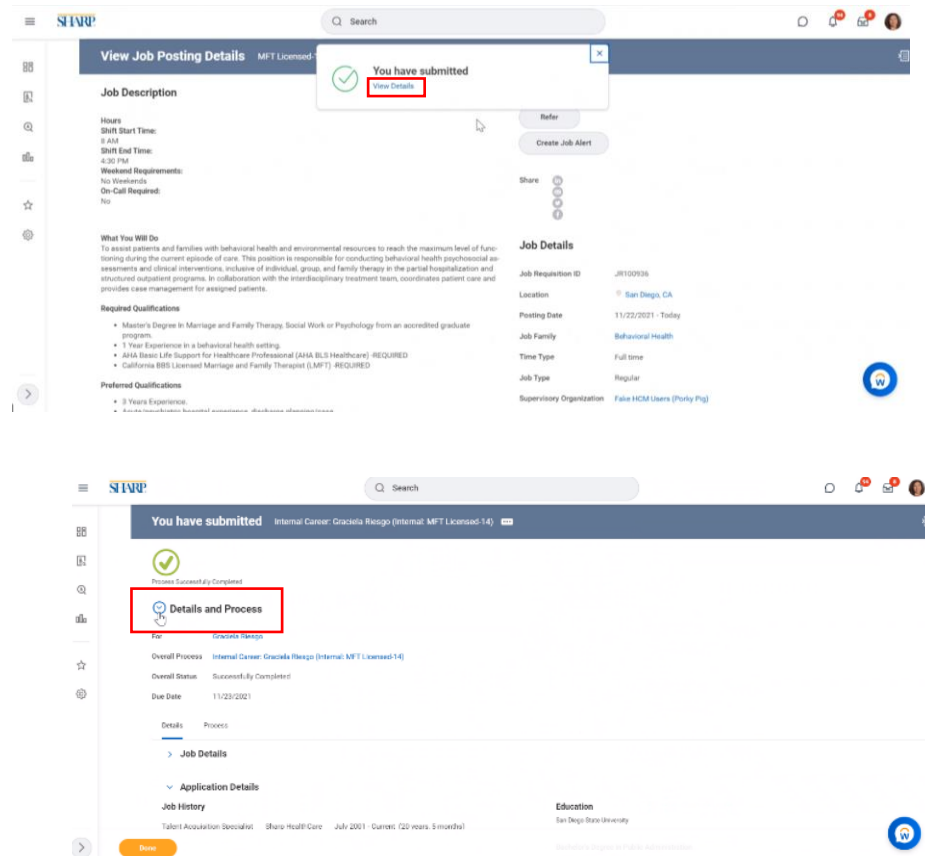 SHARP
Search
View Job Posting Details MFT Licensed-
You have submitted
View Details
Job Description
Hours
Shift Start Time:
8 AM
Shift End Time:
4:30 PM
Weekend Requirements:
No Weekends
On-Call Required:
No
Refer
Create Job Alert
Share
What You Will Do
To assist patients and families with behavioral health and environmental resources to reach the maximum level of func-
tioning during the current episode of care. This position is responsible for conducting behavioral health psychosocial as-
sessments and clinical interventions, inclusive of individual, group, and family therapy in the partial hospitalization and
structured outpatient programs. In collaboration with the interdisciplinary treatment team, coordinates patient care and
provides case management for assigned patients.
Required Qualifications
Master's Degree in Marriage and Family Therapy, Social Work or Psychology from an accredited graduate
program.
1 Year Experience in a behavioral health setting.
AHA Basic Life Support for Healthcare Professional (AHA BLS Healthcare) -REQUIRED
California BBS Licensed Marriage and Family Therapist (LMFT) -REQUIRED
Preferred Qualifications
3 Years Experience.
Acute/psychiatric hospital experience, discharge planning/case
Job Details
Job Requisition ID JR100936
Location San Diego, CA
Posting Date 11/22/2021 - Today
Job Family Behavioral Health
Time Type Full time
Job Type Regular
Supervisory Organization Fake HCM Users (Porky Pig)
SHARP
Search
You have submitted Internal Career: Graciela Riesgo (Internal: MFT Licensed-14)
Process Successfully Completed
Details and Process
For Graciela Riesgo
Overall Process Internal Career: Graciela Riesgo (Internal: MFT Licensed-14)
Overall Status Successfully Completed
Due Date 11/23/2021
Details Process
Job Details
Application Details
Job History
Talent Acquisition Specialist Sharp HealthCare July 2001 - Current (20 years, 5 months)
Education
San Diego State University
Done